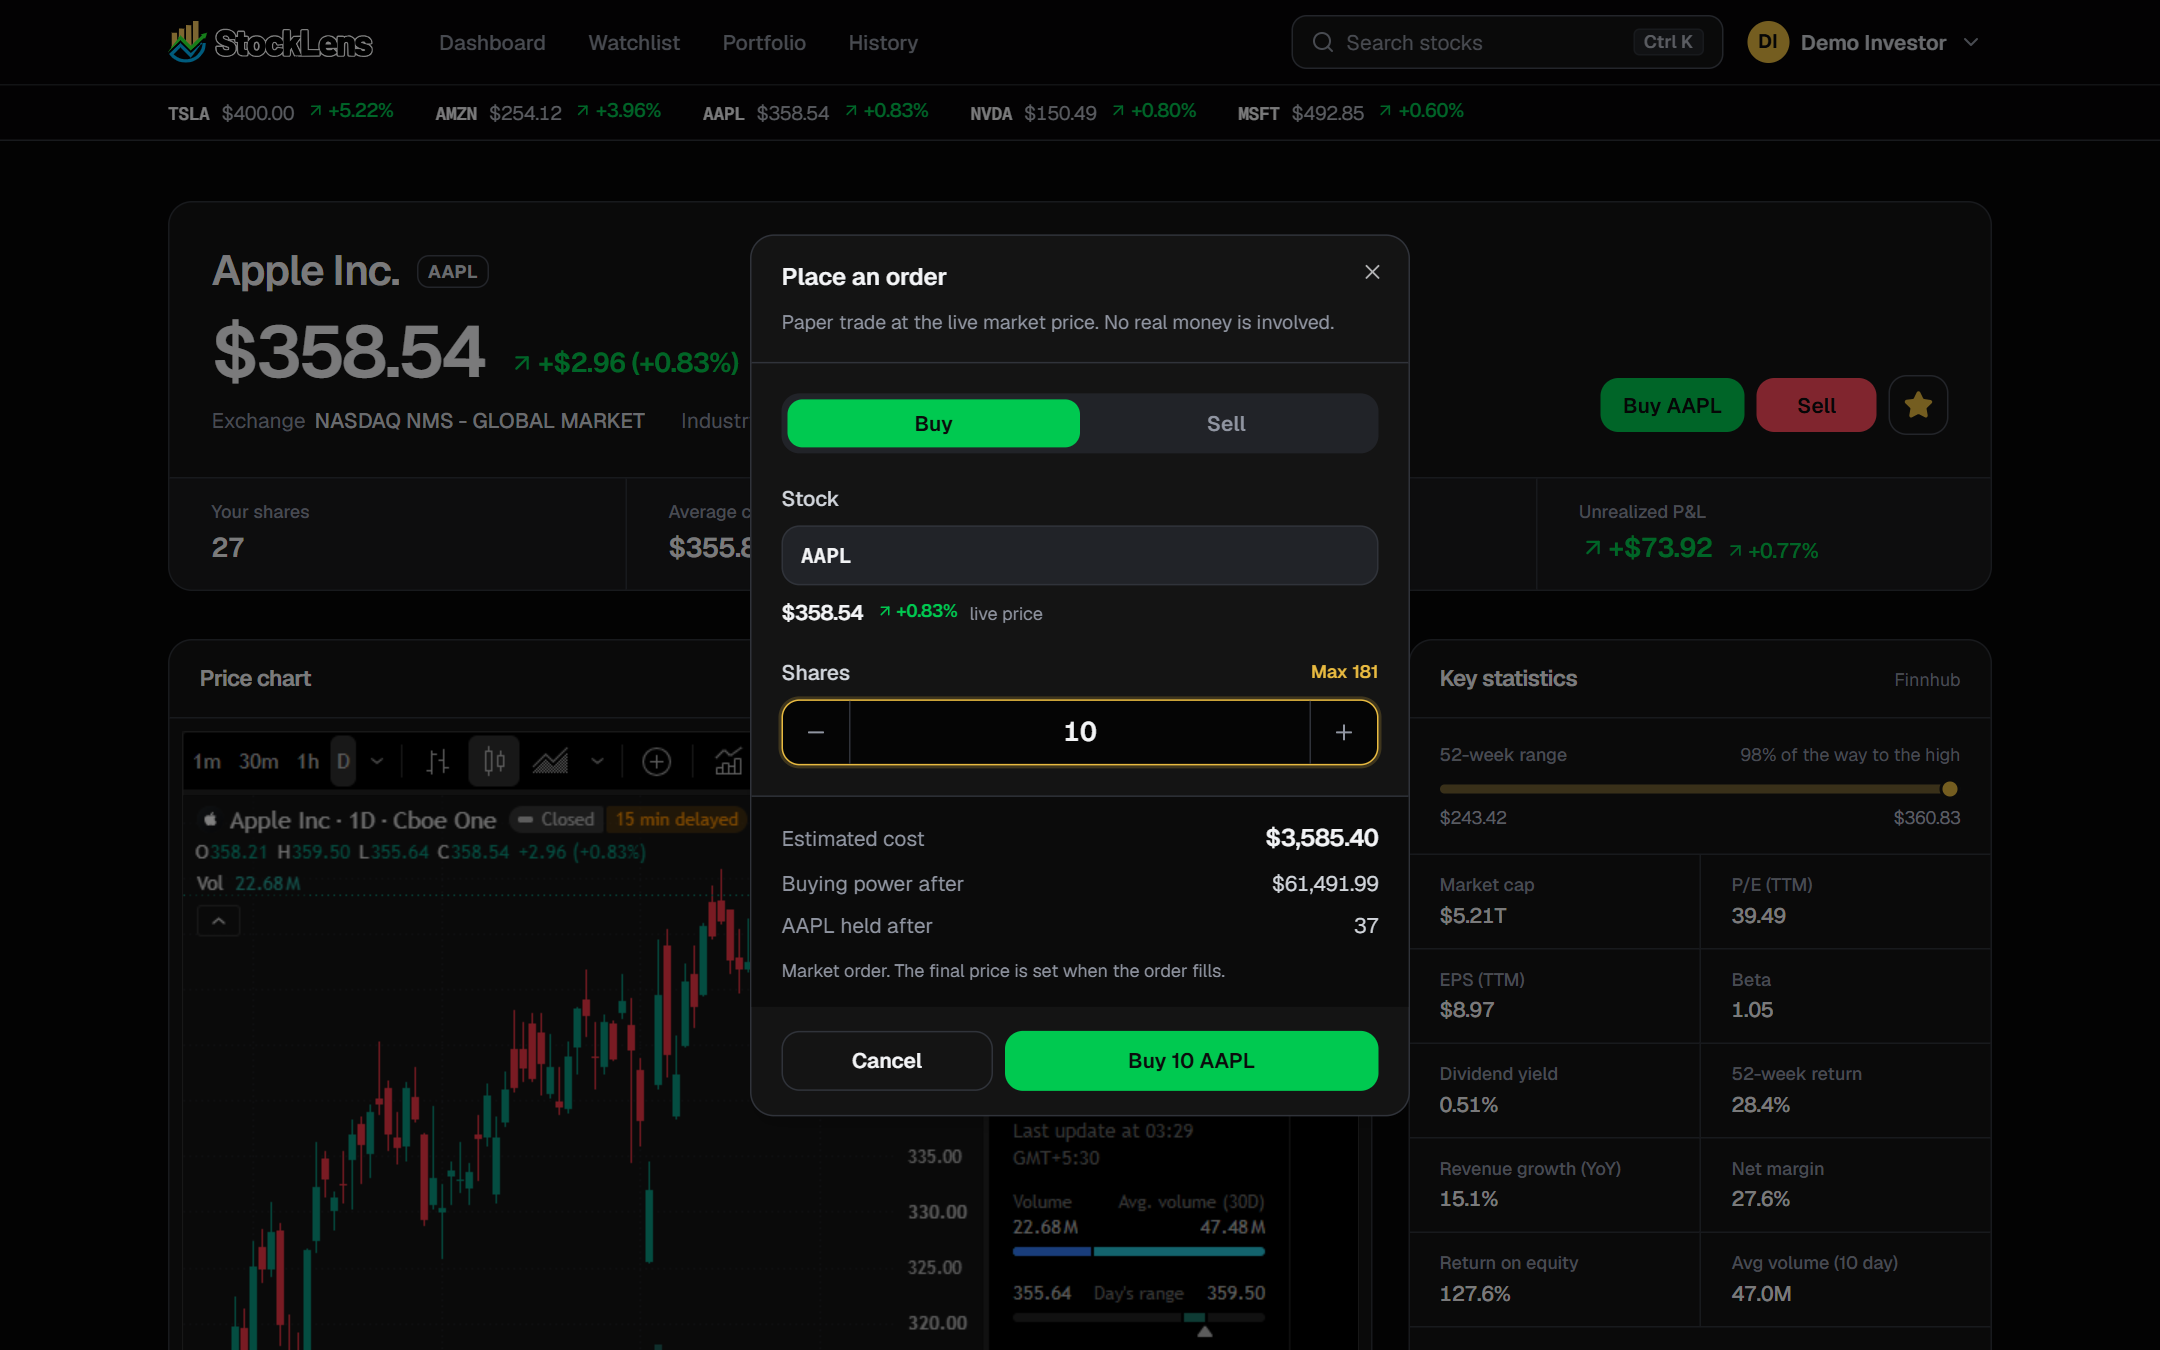 StockLens Dashboard Watchlist Portfolio History Search stocks Ctrl K DI Demo Investor
TSLA $400.00 +5.22% AMZN $254.12 +3.96% AAPL $358.54 +0.83% NVDA $150.49 +0.80% MSFT $492.85 +0.60%
Apple Inc. AAPL
$358.54 +$2.96 (+0.83%)
Exchange NASDAQ NMS - GLOBAL MARKET Industr
Buy AAPL Sell
Your shares
27
Average c
$355.8
Unrealized P&L
+$73.92 +0.77%
Place an order
Paper trade at the live market price. No real money is involved.
Buy Sell
Stock
AAPL
$358.54 +0.83% live price
Shares Max 181
10
Estimated cost $3,585.40
Buying power after $61,491.99
AAPL held after 37
Market order. The final price is set when the order fills.
Cancel Buy 10 AAPL
Price chart
1m 30m 1h D
Apple Inc · 1D · Cboe One Closed 15 min delayed
O358.21 H359.50 L355.64 C358.54 +2.96 (+0.83%)
Vol 22.68M
335.00
330.00
325.00
320.00
Last update at 03:29
GMT+5:30
Volume Avg. volume (30D)
22.68M 47.48M
355.64 Day's range 359.50
Key statistics Finnhub
52-week range 98% of the way to the high
$243.42 $360.83
Market cap P/E (TTM)
$5.21T 39.49
EPS (TTM) Beta
$8.97 1.05
Dividend yield 52-week return
0.51% 28.4%
Revenue growth (YoY) Net margin
15.1% 27.6%
Return on equity Avg volume (10 day)
127.6% 47.0M